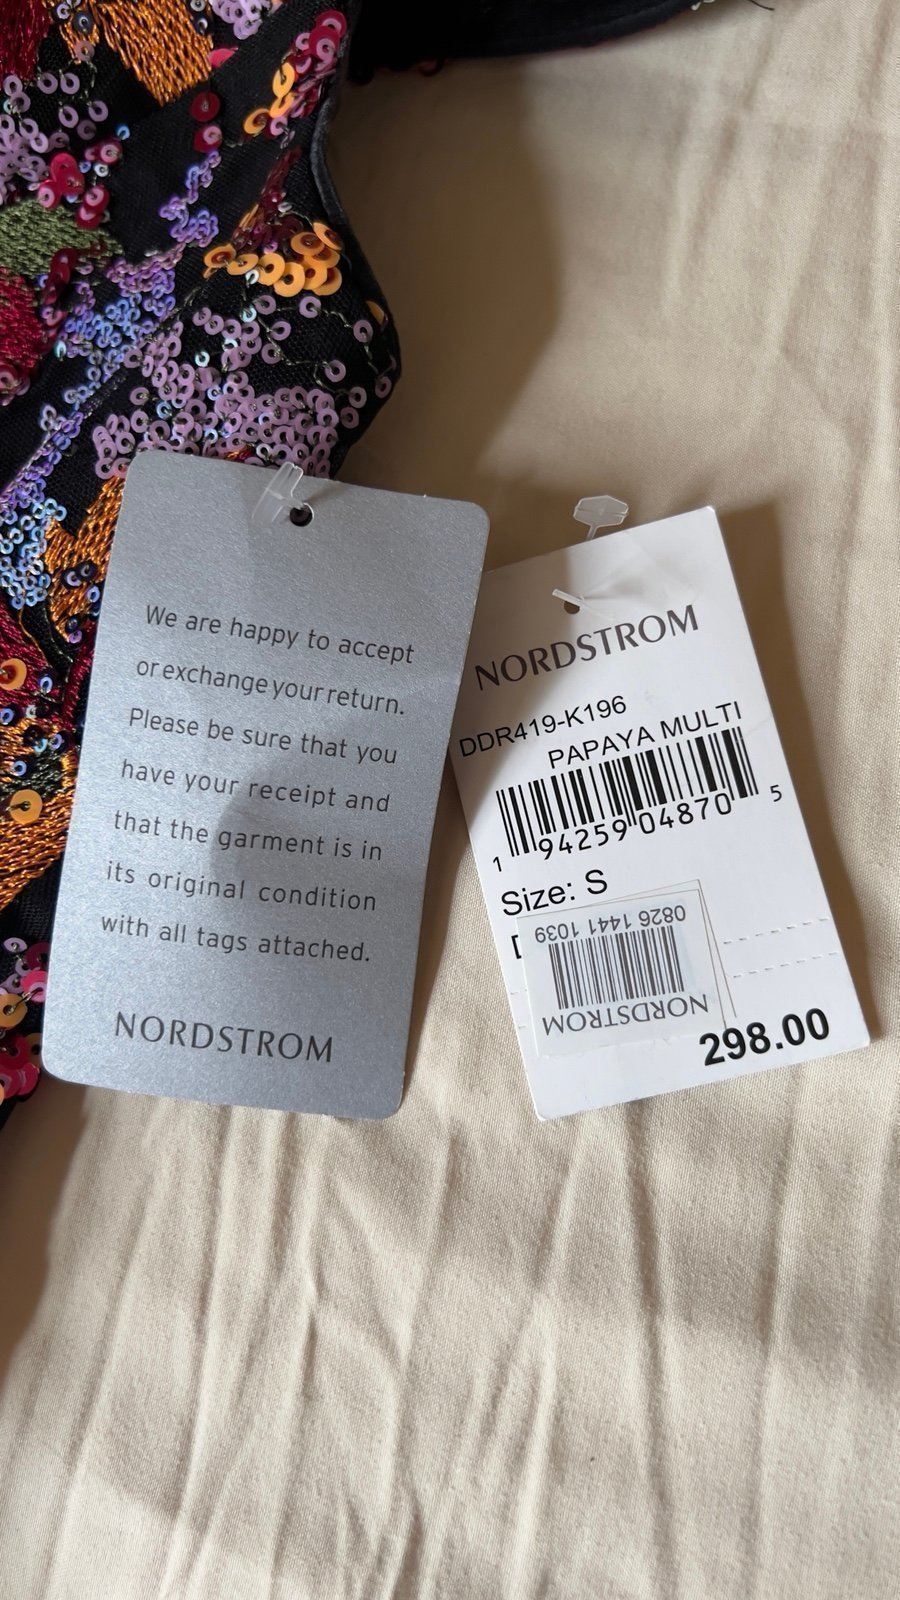 We are happy to accept
or exchange your return.
Please be sure that you
have your receipt and
that the garment is in
its original condition
with all tags attached.
NORDSTROM
NORDSTROM
DDR419-K196
PAPAYA MULTI
1 94259 04870 5
Size: S
0826 1441 1039
NORDSTROM
298.00